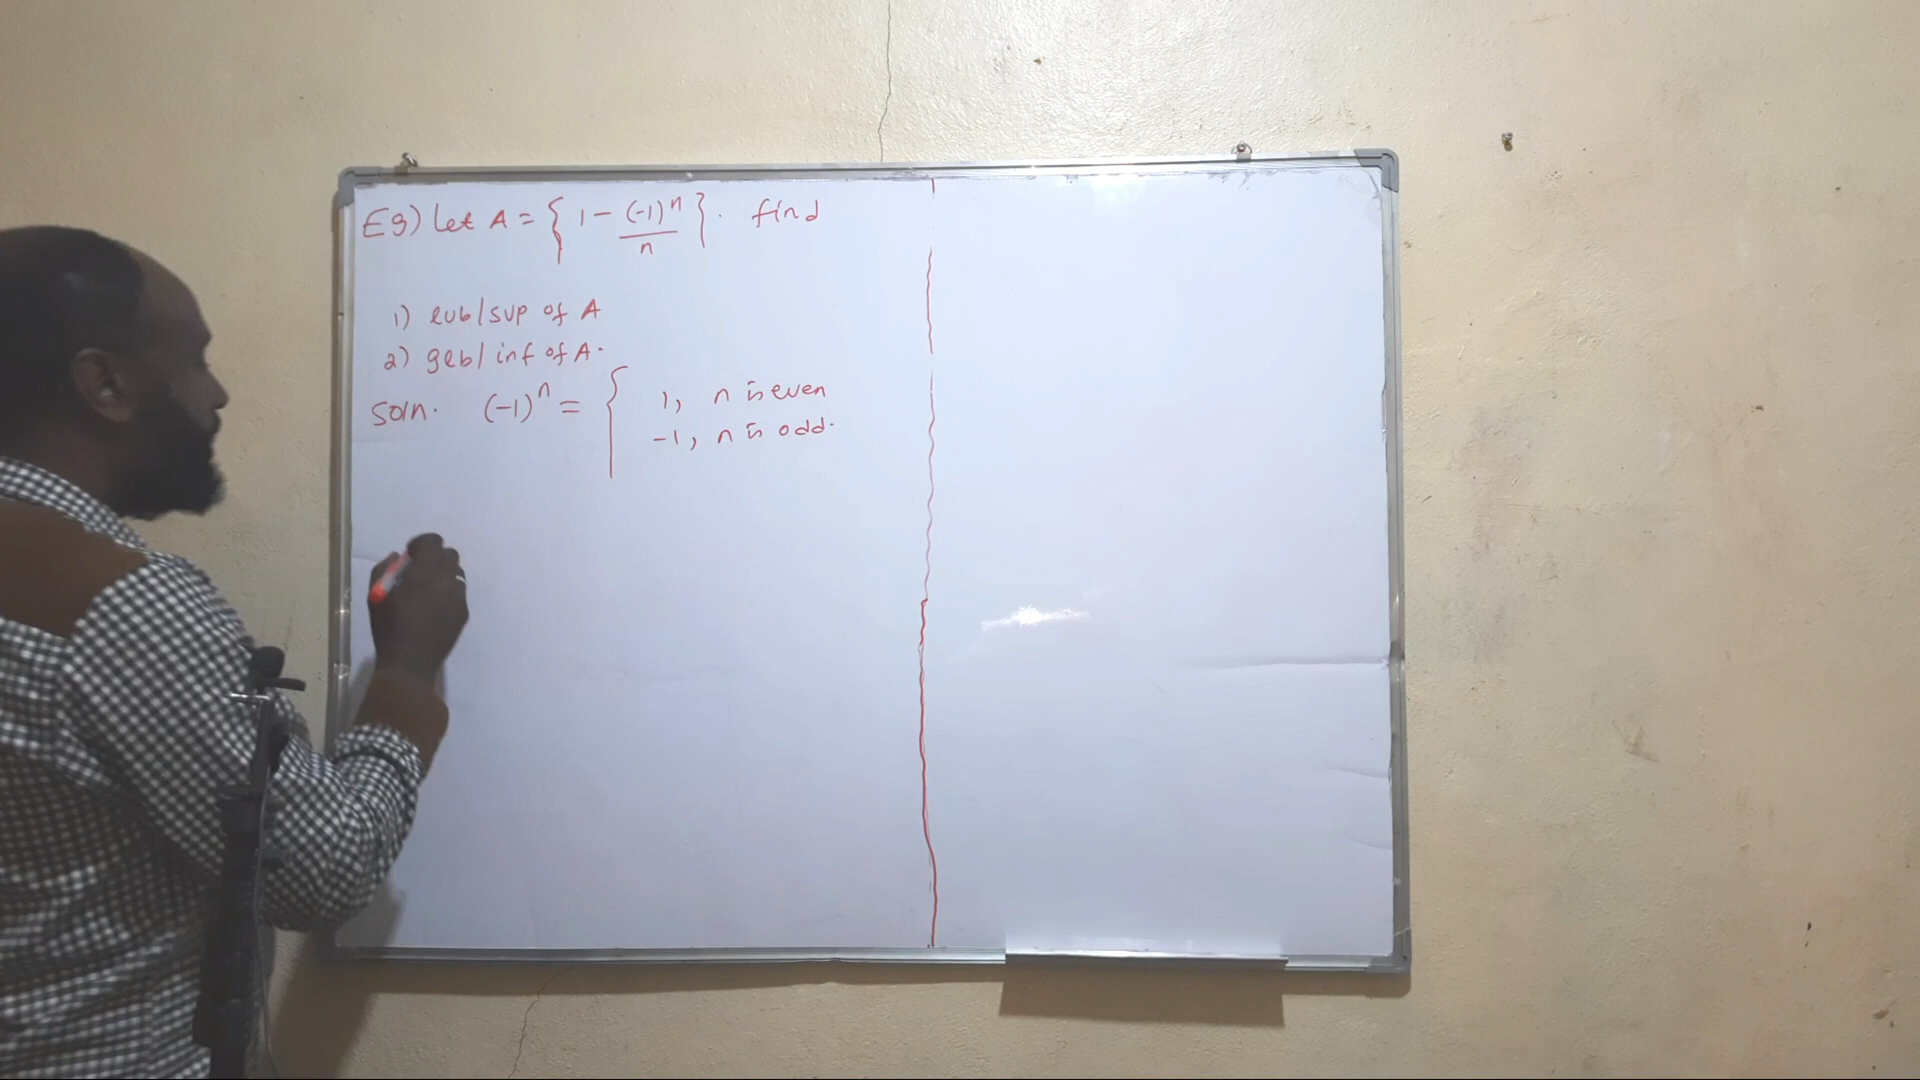 Eg) Let A = { 1 - (-1)^n / n }. find
1) lub/sup of A
2) glb/inf of A.
Soln. (-1)^n = { 1, n is even
-1, n is odd.